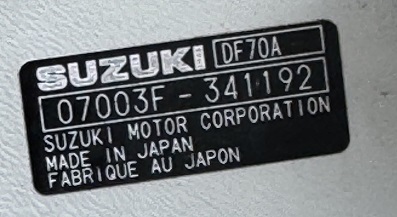 SUZUKI DF70A
07003F-341192
SUZUKI MOTOR CORPORATION
MADE IN JAPAN
FABRIQUE AU JAPON